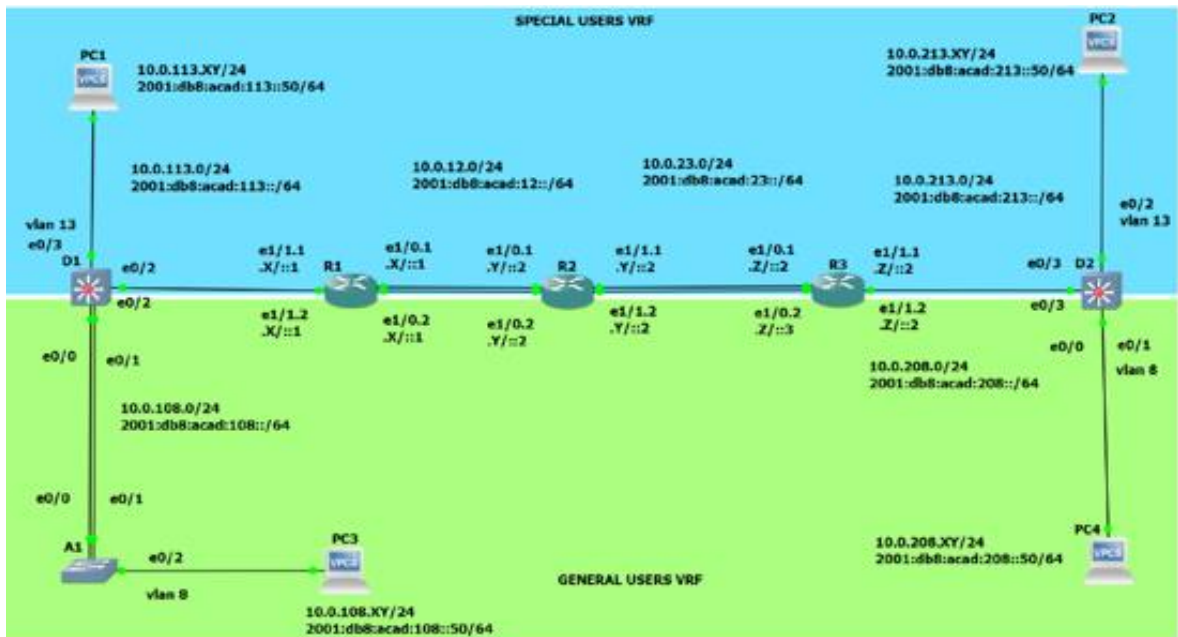 SPECIAL USERS VRF
PC1
10.0.113.XY/24
2001:db8:acad:113::50/64
PC2
10.0.213.XY/24
2001:db8:acad:213::50/64
10.0.113.0/24
2001:db8:acad:113::/64
10.0.12.0/24
2001:db8:acad:12::/64
10.0.23.0/24
2001:db8:acad:23::/64
10.0.213.0/24
2001:db8:acad:213::/64
e0/2
vlan 13
vlan 13
e0/3
D1
e0/2
e0/2
e1/1.1
.X/::1
R1
e1/0.1
.X/::1
e1/0.1
.Y/::2
R2
e1/1.1
.Y/::2
e1/0.1
.Z/::2
R3
e1/1.1
.Z/::2
e0/3
D2
e0/3
e1/1.2
.X/::1
e1/0.2
.X/::1
e1/0.2
.Y/::2
e1/1.2
.Y/::2
e1/0.2
.Z/::3
e1/1.2
.Z/::2
e0/0
e0/1
e0/0
e0/1
vlan 8
10.0.208.0/24
2001:db8:acad:208::/64
10.0.108.0/24
2001:db8:acad:108::/64
e0/0
e0/1
A1
e0/2
vlan 8
PC3
10.0.108.XY/24
2001:db8:acad:108::50/64
GENERAL USERS VRF
PC4
10.0.208.XY/24
2001:db8:acad:208::50/64